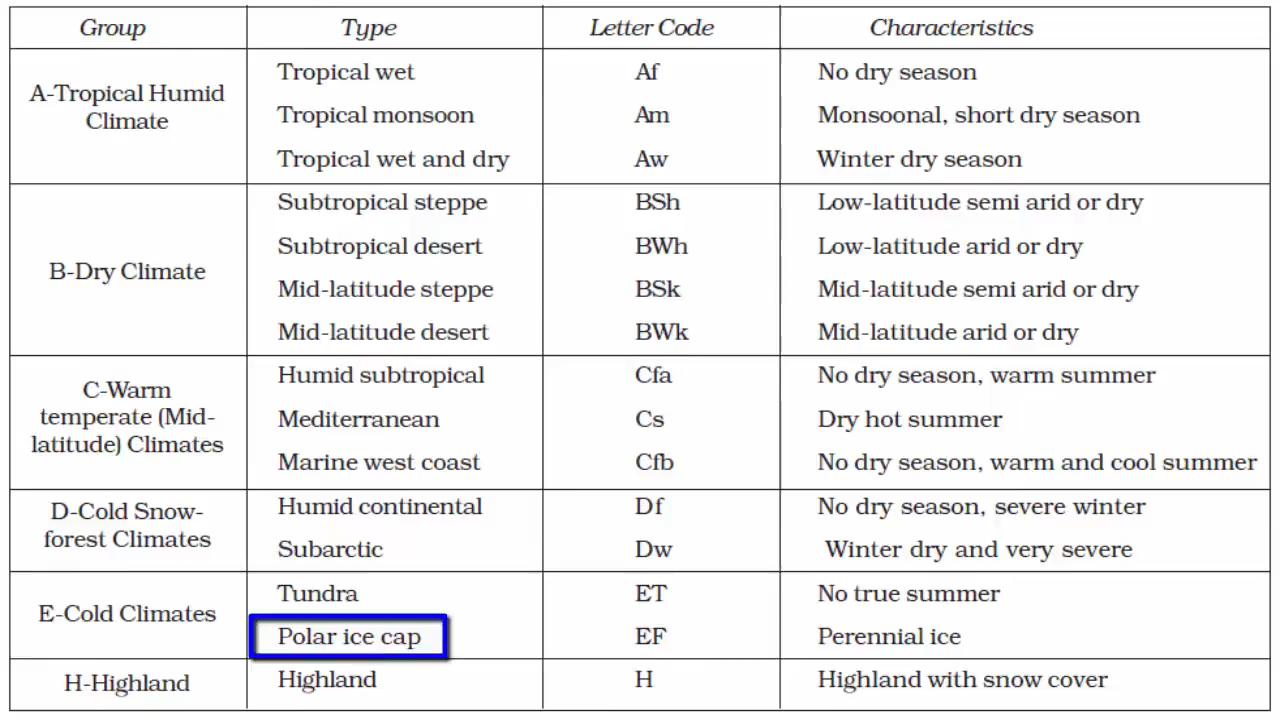 Group Type Letter Code Characteristics
A-Tropical Humid
Climate
Tropical wet Af No dry season
Tropical monsoon Am Monsoonal, short dry season
Tropical wet and dry Aw Winter dry season
B-Dry Climate
Subtropical steppe BSh Low-latitude semi arid or dry
Subtropical desert BWh Low-latitude arid or dry
Mid-latitude steppe BSk Mid-latitude semi arid or dry
Mid-latitude desert BWk Mid-latitude arid or dry
C-Warm
temperate (Mid-
latitude) Climates
Humid subtropical Cfa No dry season, warm summer
Mediterranean Cs Dry hot summer
Marine west coast Cfb No dry season, warm and cool summer
D-Cold Snow-
forest Climates
Humid continental Df No dry season, severe winter
Subarctic Dw Winter dry and very severe
E-Cold Climates
Tundra ET No true summer
Polar ice cap EF Perennial ice
H-Highland Highland H Highland with snow cover